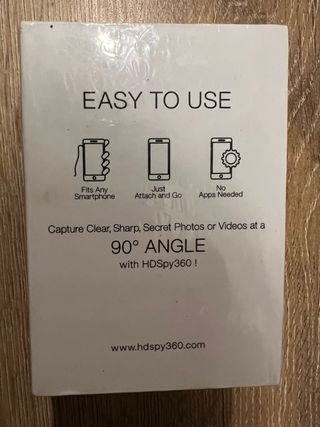 EASY TO USE
Fits Any
Smartphone
Just
Attach and Go
No
Apps Needed
Capture Clear, Sharp, Secret Photos or Videos at a
90° ANGLE
with HDSpy360 !
www.hdspy360.com